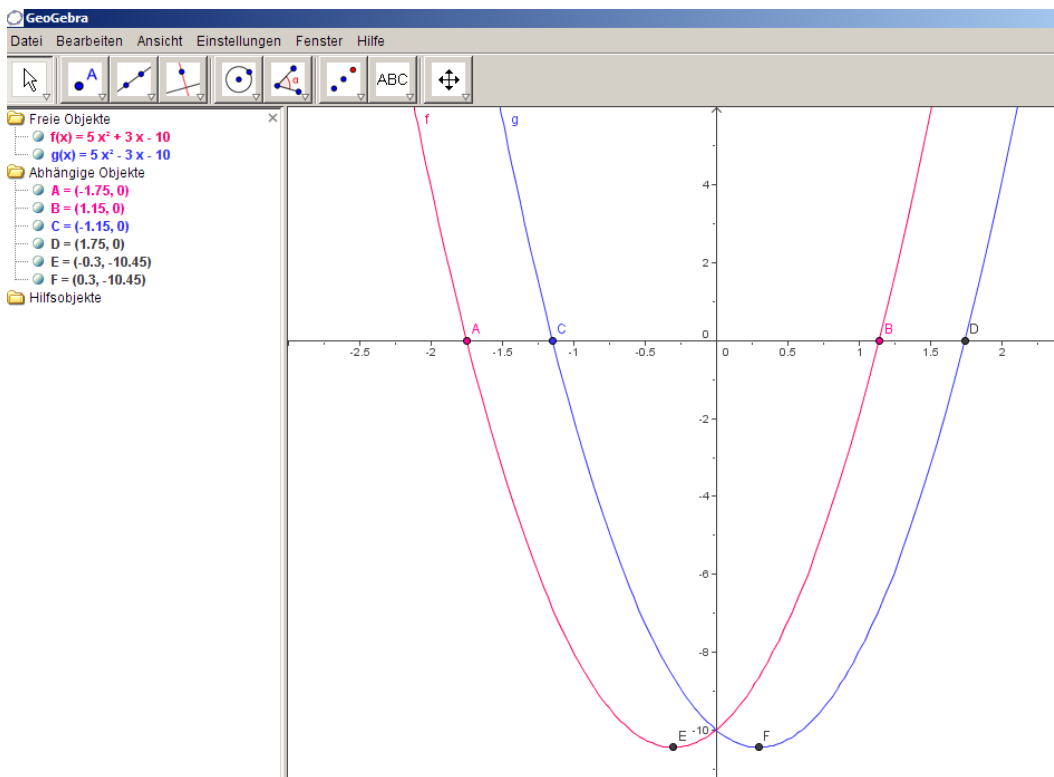 GeoGebra
Datei Bearbeiten Ansicht Einstellungen Fenster Hilfe
A α ABC
Freie Objekte
f(x) = 5 x² + 3 x - 10
g(x) = 5 x² - 3 x - 10
Abhängige Objekte
A = (-1.75, 0)
B = (1.15, 0)
C = (-1.15, 0)
D = (1.75, 0)
E = (-0.3, -10.45)
F = (0.3, -10.45)
Hilfsobjekte
f g
4
2
A C 0 B D
-2.5 -2 -1.5 -1 -0.5 0 0.5 1 1.5 2
-2
-4
-6
-8
-10
E F